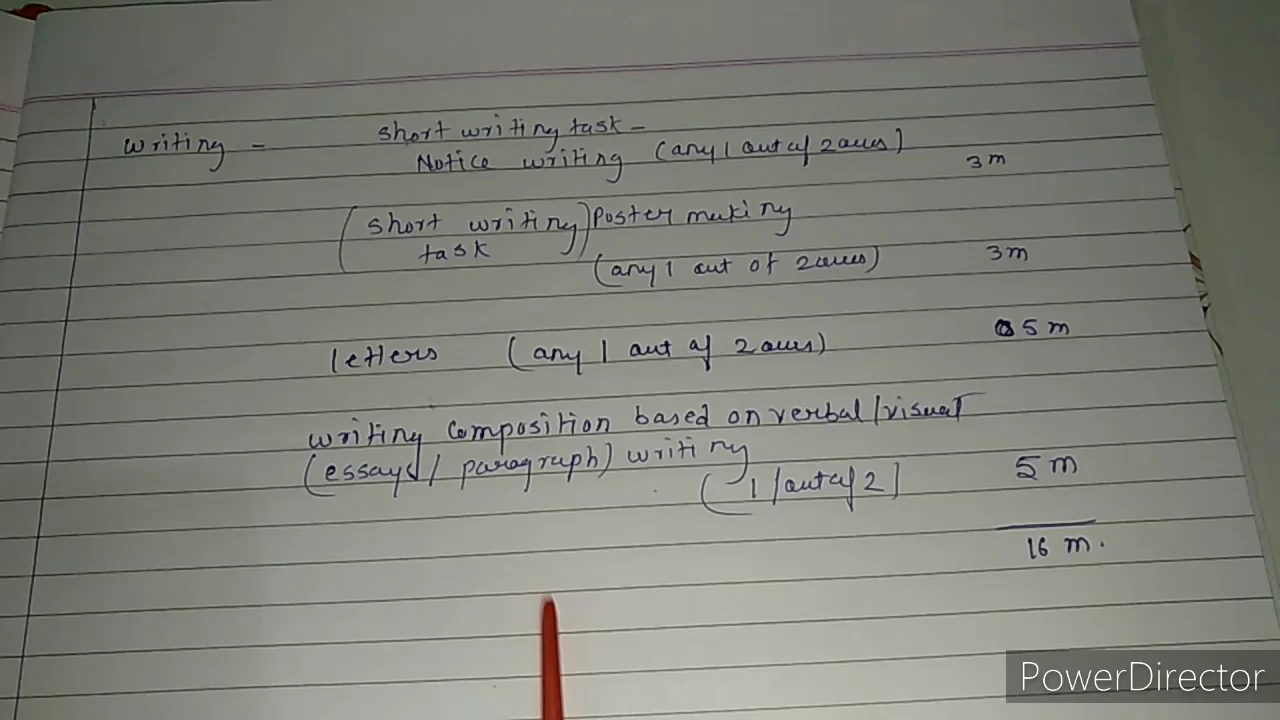 writing - short writing task -
Notice writing (any 1 out of 2 ques) 3 m
(short writing task) Poster making
(any 1 out of 2 ques) 3 m
letters (any 1 out of 2 ques) 5 m
writing composition based on verbal / visual
(essays / paragraph) writing
(1 / out of 2) 5 m
16 m.
PowerDirector